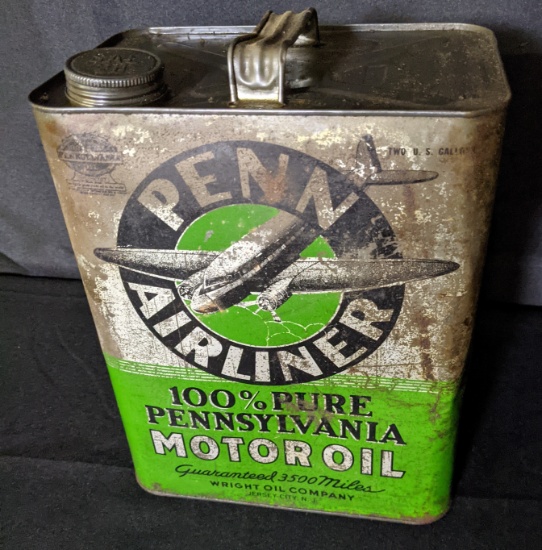 TWO U. S. GALLONS
PENN
AIRLINER
100% PURE
PENNSYLVANIA
MOTOR OIL
Guaranteed 3500 Miles
WRIGHT OIL COMPANY
JERSEY CITY, N. J.